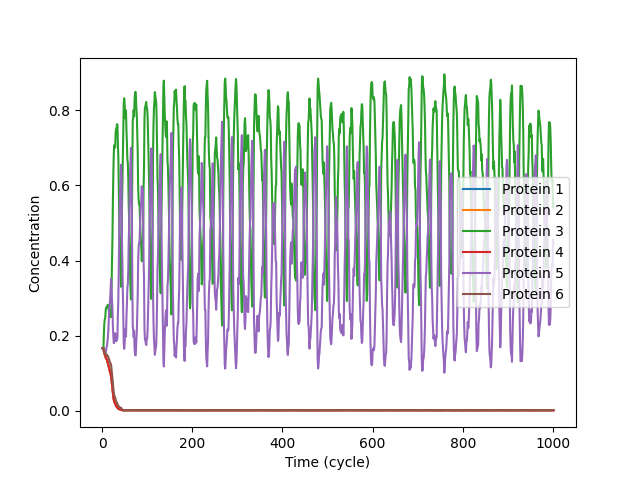 0.8
0.6
0.4
0.2
0.0
Concentration
0
200
400
600
800
1000
Time (cycle)
Protein 1
Protein 2
Protein 3
Protein 4
Protein 5
Protein 6